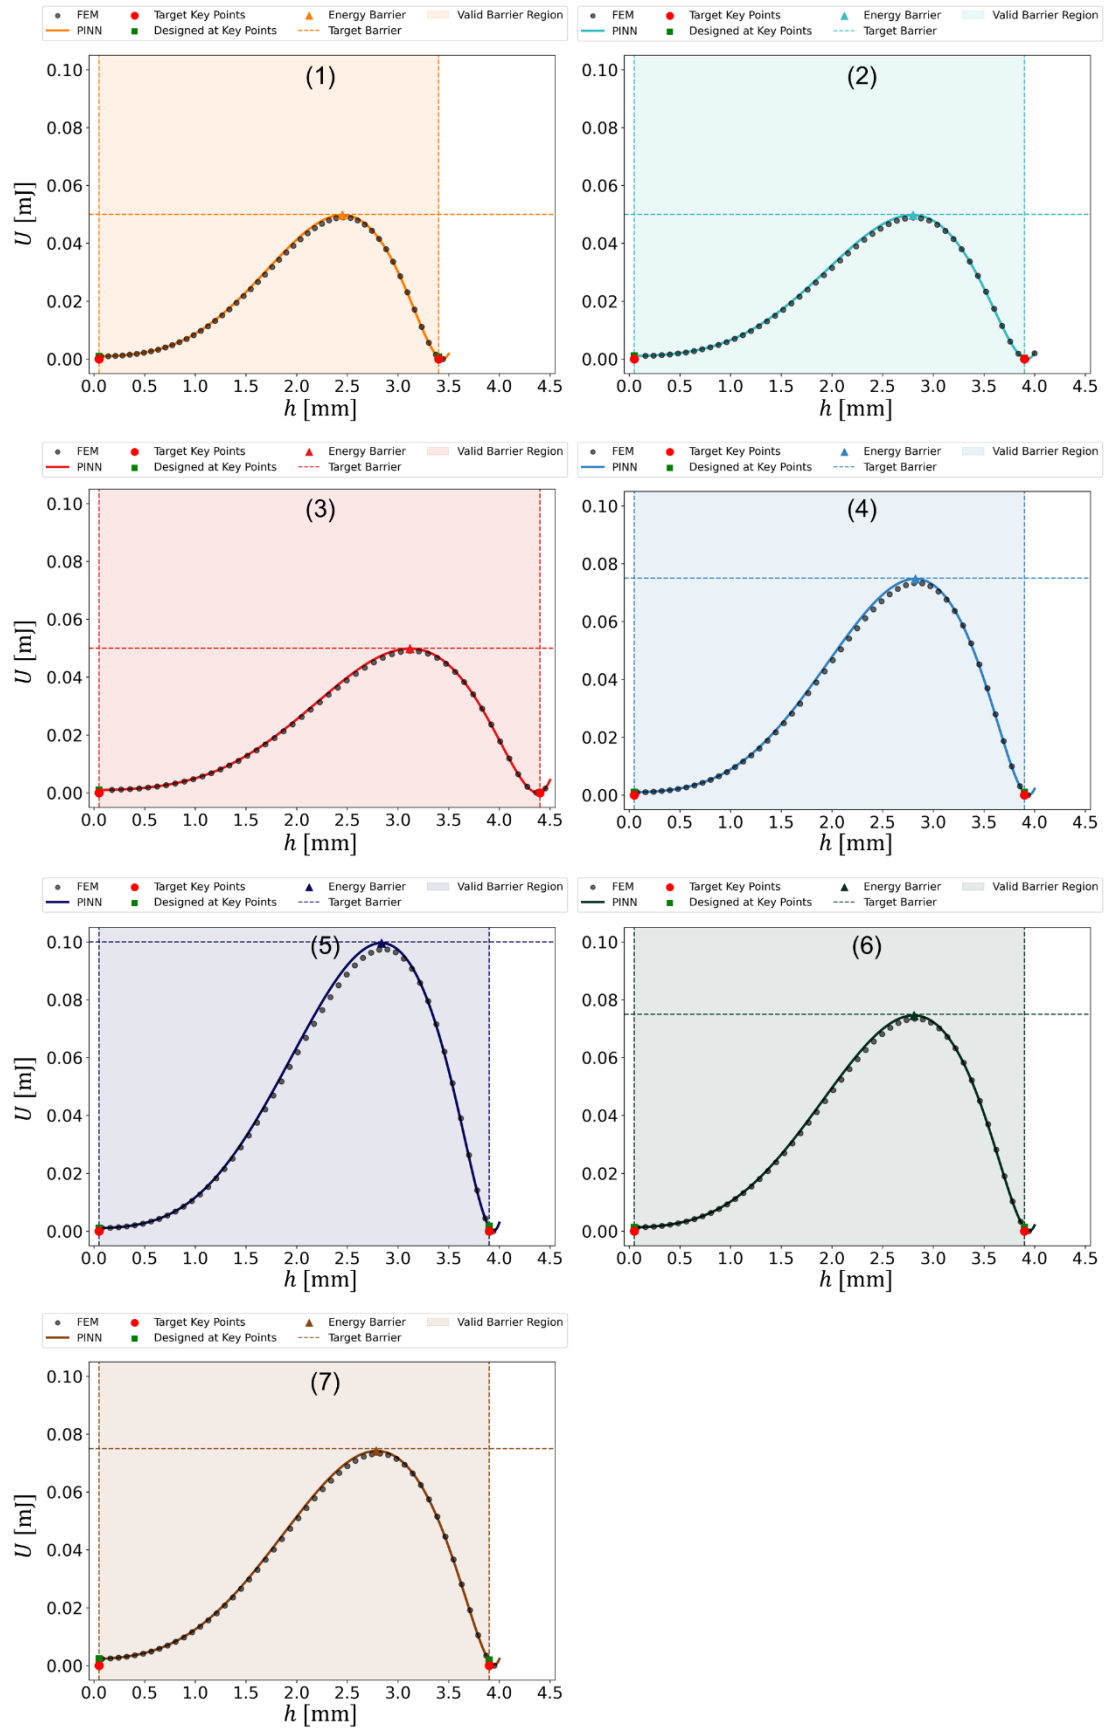 FEM Target Key Points Energy Barrier Valid Barrier Region
PINN Designed at Key Points Target Barrier
(1)
0.10
0.08
0.06
0.04
0.02
0.00
U [mJ]
0.0 0.5 1.0 1.5 2.0 2.5 3.0 3.5 4.0 4.5
h [mm]
FEM Target Key Points Energy Barrier Valid Barrier Region
PINN Designed at Key Points Target Barrier
(2)
0.10
0.08
0.06
0.04
0.02
0.00
0.0 0.5 1.0 1.5 2.0 2.5 3.0 3.5 4.0 4.5
h [mm]
FEM Target Key Points Energy Barrier Valid Barrier Region
PINN Designed at Key Points Target Barrier
(3)
0.10
0.08
0.06
0.04
0.02
0.00
U [mJ]
0.0 0.5 1.0 1.5 2.0 2.5 3.0 3.5 4.0 4.5
h [mm]
FEM Target Key Points Energy Barrier Valid Barrier Region
PINN Designed at Key Points Target Barrier
(4)
0.10
0.08
0.06
0.04
0.02
0.00
0.0 0.5 1.0 1.5 2.0 2.5 3.0 3.5 4.0 4.5
h [mm]
FEM Target Key Points Energy Barrier Valid Barrier Region
PINN Designed at Key Points Target Barrier
(5)
0.10
0.08
0.06
0.04
0.02
0.00
U [mJ]
0.0 0.5 1.0 1.5 2.0 2.5 3.0 3.5 4.0 4.5
h [mm]
FEM Target Key Points Energy Barrier Valid Barrier Region
PINN Designed at Key Points Target Barrier
(6)
0.10
0.08
0.06
0.04
0.02
0.00
0.0 0.5 1.0 1.5 2.0 2.5 3.0 3.5 4.0 4.5
h [mm]
FEM Target Key Points Energy Barrier Valid Barrier Region
PINN Designed at Key Points Target Barrier
(7)
0.10
0.08
0.06
0.04
0.02
0.00
U [mJ]
0.0 0.5 1.0 1.5 2.0 2.5 3.0 3.5 4.0 4.5
h [mm]